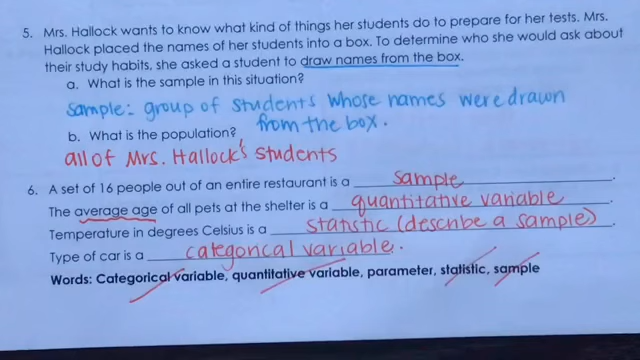 5. Mrs. Hallock wants to know what kind of things her students do to prepare for her tests. Mrs.
Hallock placed the names of her students into a box. To determine who she would ask about
their study habits, she asked a student to draw names from the box.
a. What is the sample in this situation?
Sample: group of students whose names were drawn
from the box.
b. What is the population?
all of Mrs. Hallock's students
6. A set of 16 people out of an entire restaurant is a sample.
The average age of all pets at the shelter is a quantitative variable.
Temperature in degrees Celsius is a statistic (describe a sample).
Type of car is a categorical variable.
Words: Categorical variable, quantitative variable, parameter, statistic, sample